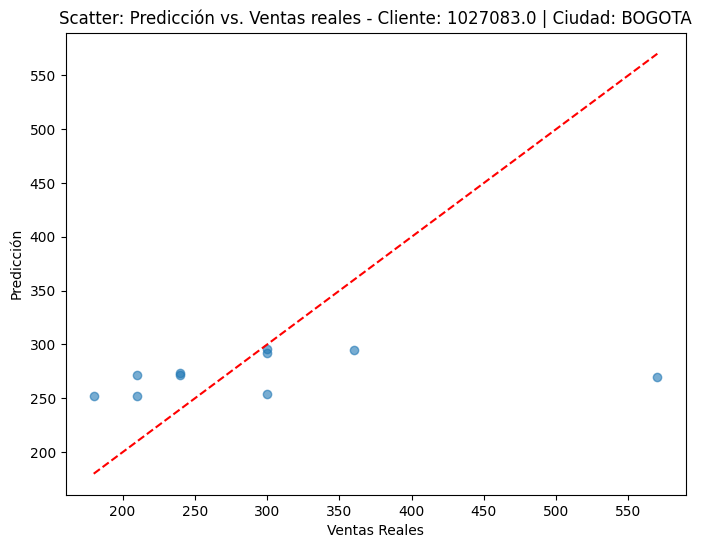 Scatter: Predicción vs. Ventas reales - Cliente: 1027083.0 | Ciudad: BOGOTA
550
500
450
400
350
300
250
200
Predicción
200 250 300 350 400 450 500 550
Ventas Reales